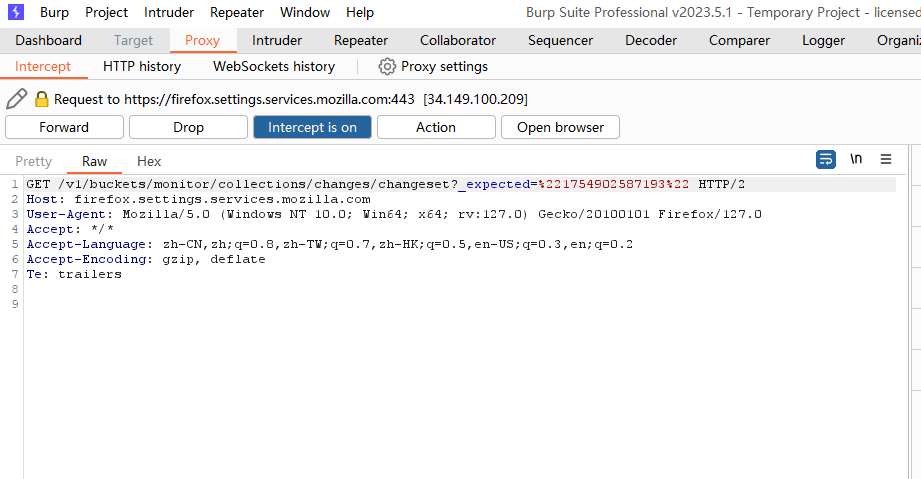 Burp Project Intruder Repeater Window Help Burp Suite Professional v2023.5.1 - Temporary Project - license
Dashboard Target Proxy Intruder Repeater Collaborator Sequencer Decoder Comparer Logger Organi
Intercept HTTP history WebSockets history Proxy settings
Request to https://firefox.settings.services.mozilla.com:443 [34.149.100.209]
Forward Drop Intercept is on Action Open browser
Pretty Raw Hex \n
1 GET /v1/buckets/monitor/collections/changes/changeset?_expected=%221754902587193%22 HTTP/2
2 Host: firefox.settings.services.mozilla.com
3 User-Agent: Mozilla/5.0 (Windows NT 10.0; Win64; x64; rv:127.0) Gecko/20100101 Firefox/127.0
4 Accept: */*
5 Accept-Language: zh-CN,zh;q=0.8,zh-TW;q=0.7,zh-HK;q=0.5,en-US;q=0.3,en;q=0.2
6 Accept-Encoding: gzip, deflate
7 Te: trailers
8
9